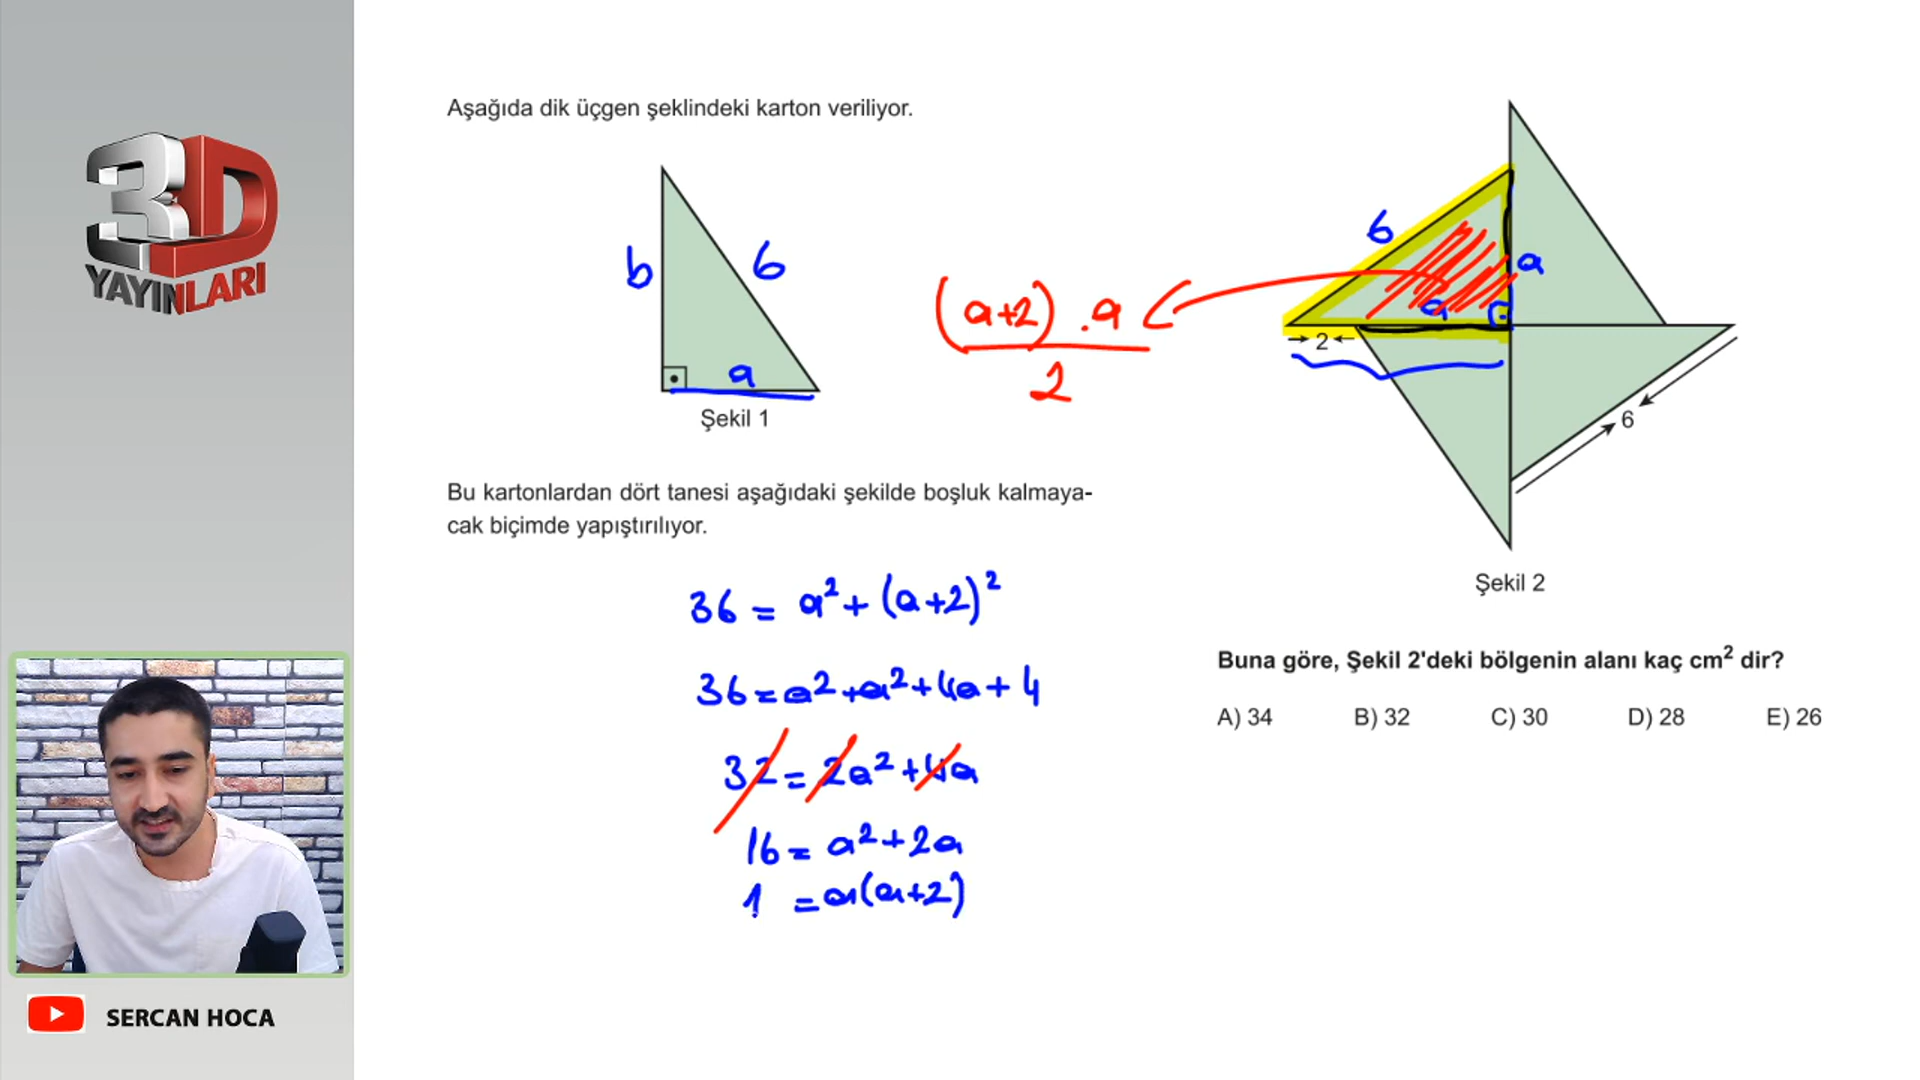 3D
YAYINLARI
Aşağıda dik üçgen şeklindeki karton veriliyor.
b
6
a
Şekil 1
(a+2) . a
2
6
a
a
2
6
Şekil 2
Bu kartonlardan dört tanesi aşağıdaki şekilde boşluk kalmaya-
cak biçimde yapıştırılıyor.
36 = a² + (a+2)²
36 = a² + a² + 4a + 4
32 = 2a² + 4a
16 = a² + 2a
1 = a(a+2)
Buna göre, Şekil 2'deki bölgenin alanı kaç cm² dir?
A) 34 B) 32 C) 30 D) 28 E) 26
SERCAN HOCA